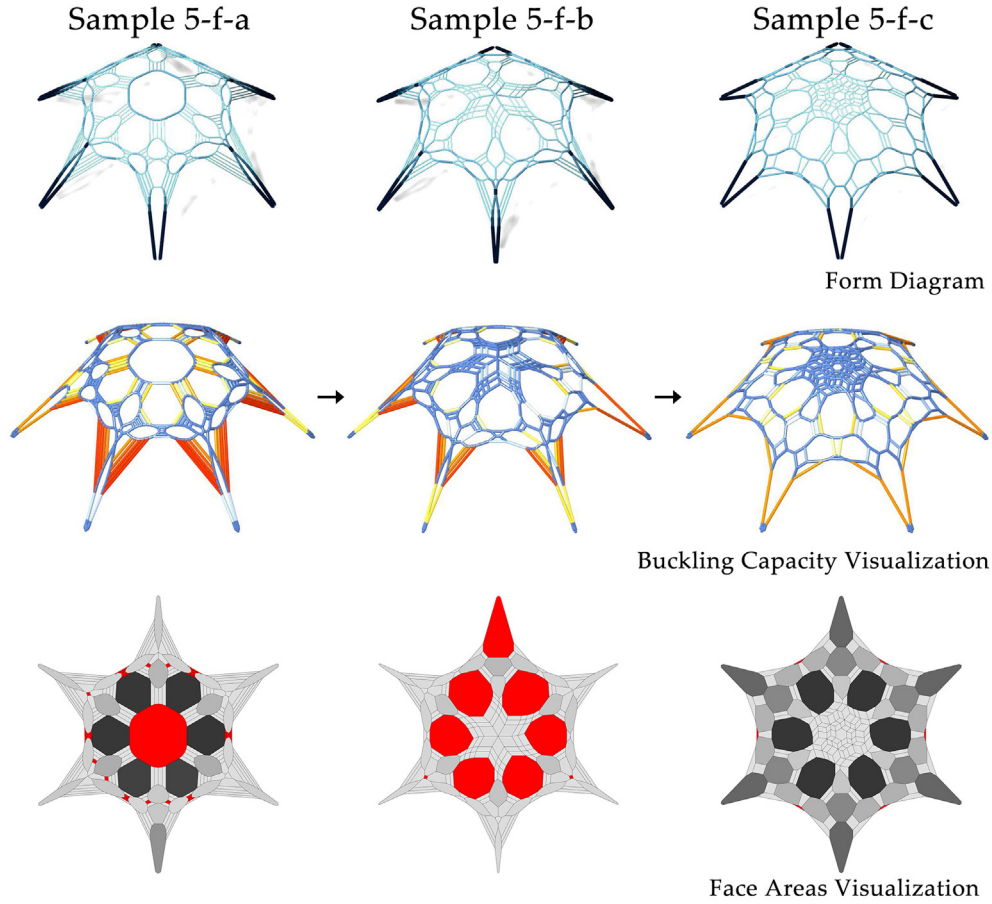 Sample 5-f-a
Sample 5-f-b
Sample 5-f-c
Form Diagram
Buckling Capacity Visualization
Face Areas Visualization